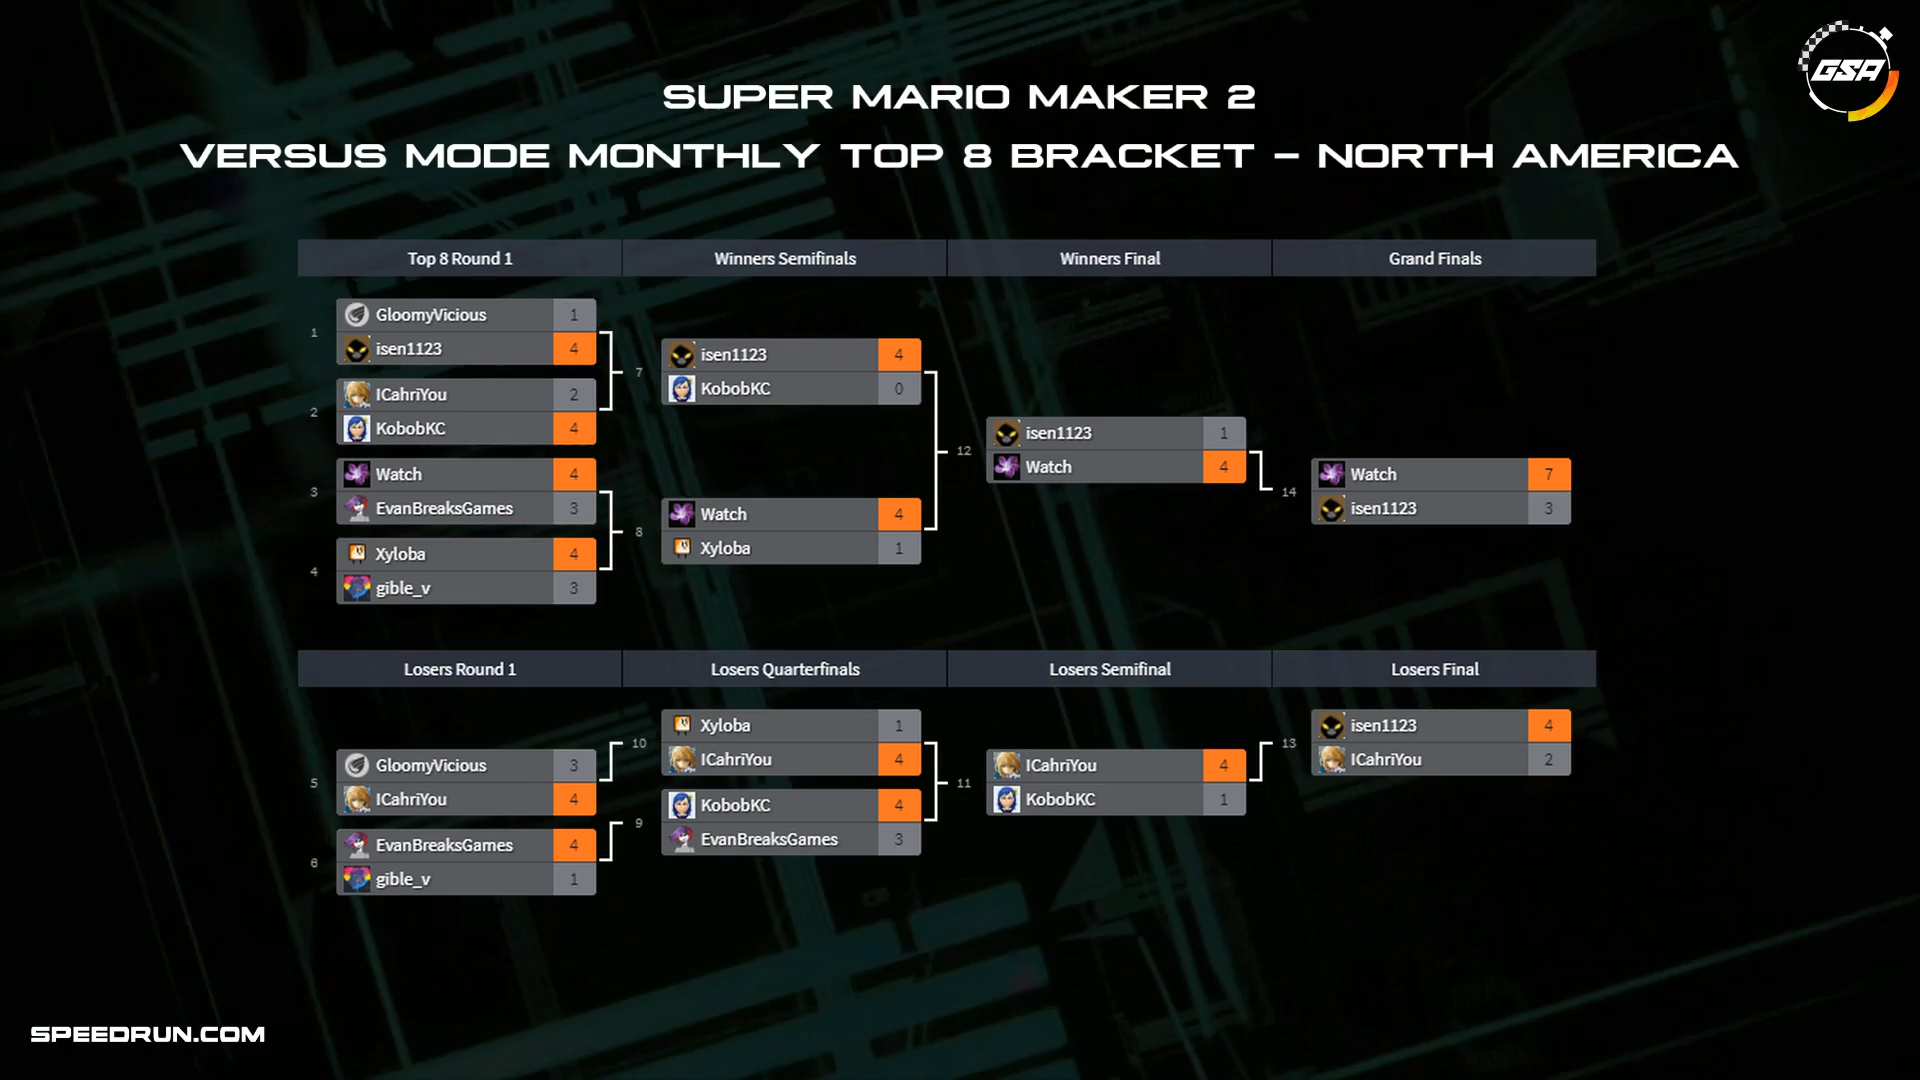 GSA
SUPER MARIO MAKER 2
VERSUS MODE MONTHLY TOP 8 BRACKET - NORTH AMERICA
Top 8 Round 1
Winners Semifinals
Winners Final
Grand Finals
1
GloomyVicious 1
isen1123 4
2
ICahriYou 2
KobobKC 4
3
Watch 4
EvanBreaksGames 3
4
Xyloba 4
gible_v 3
7
isen1123 4
KobobKC 0
8
Watch 4
Xyloba 1
12
isen1123 1
Watch 4
14
Watch 7
isen1123 3
Losers Round 1
Losers Quarterfinals
Losers Semifinal
Losers Final
5
GloomyVicious 3
ICahriYou 4
6
EvanBreaksGames 4
gible_v 1
10
Xyloba 1
ICahriYou 4
9
KobobKC 4
EvanBreaksGames 3
11
ICahriYou 4
KobobKC 1
13
isen1123 4
ICahriYou 2
SPEEDRUN.COM